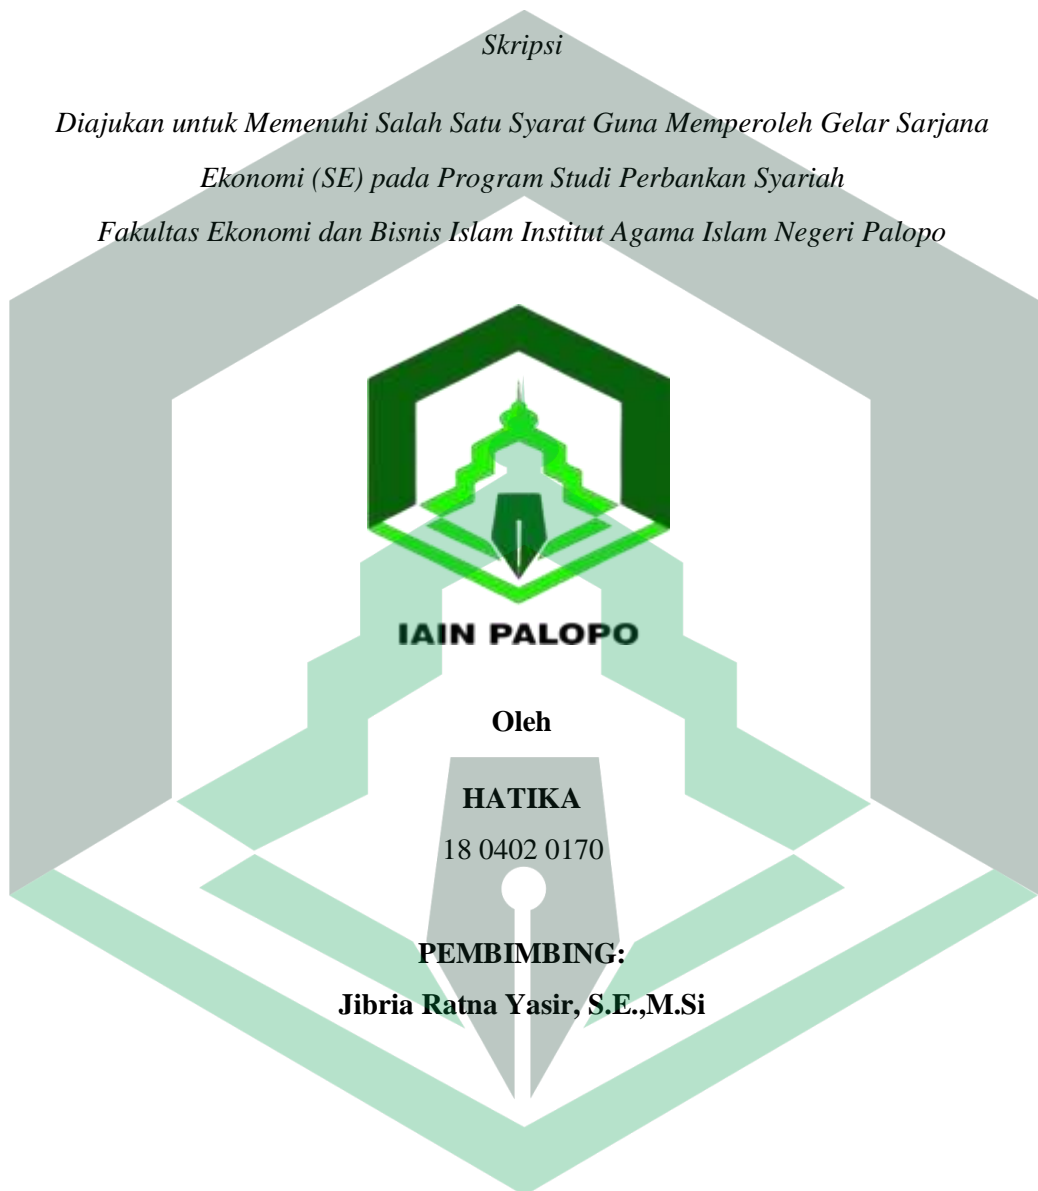 Skripsi
Diajukan untuk Memenuhi Salah Satu Syarat Guna Memperoleh Gelar Sarjana
Ekonomi (SE) pada Program Studi Perbankan Syariah
Fakultas Ekonomi dan Bisnis Islam Institut Agama Islam Negeri Palopo
IAIN PALOPO
Oleh
HATIKA
18 0402 0170
PEMBIMBING:
Jibria Ratna Yasir, S.E.,M.Si